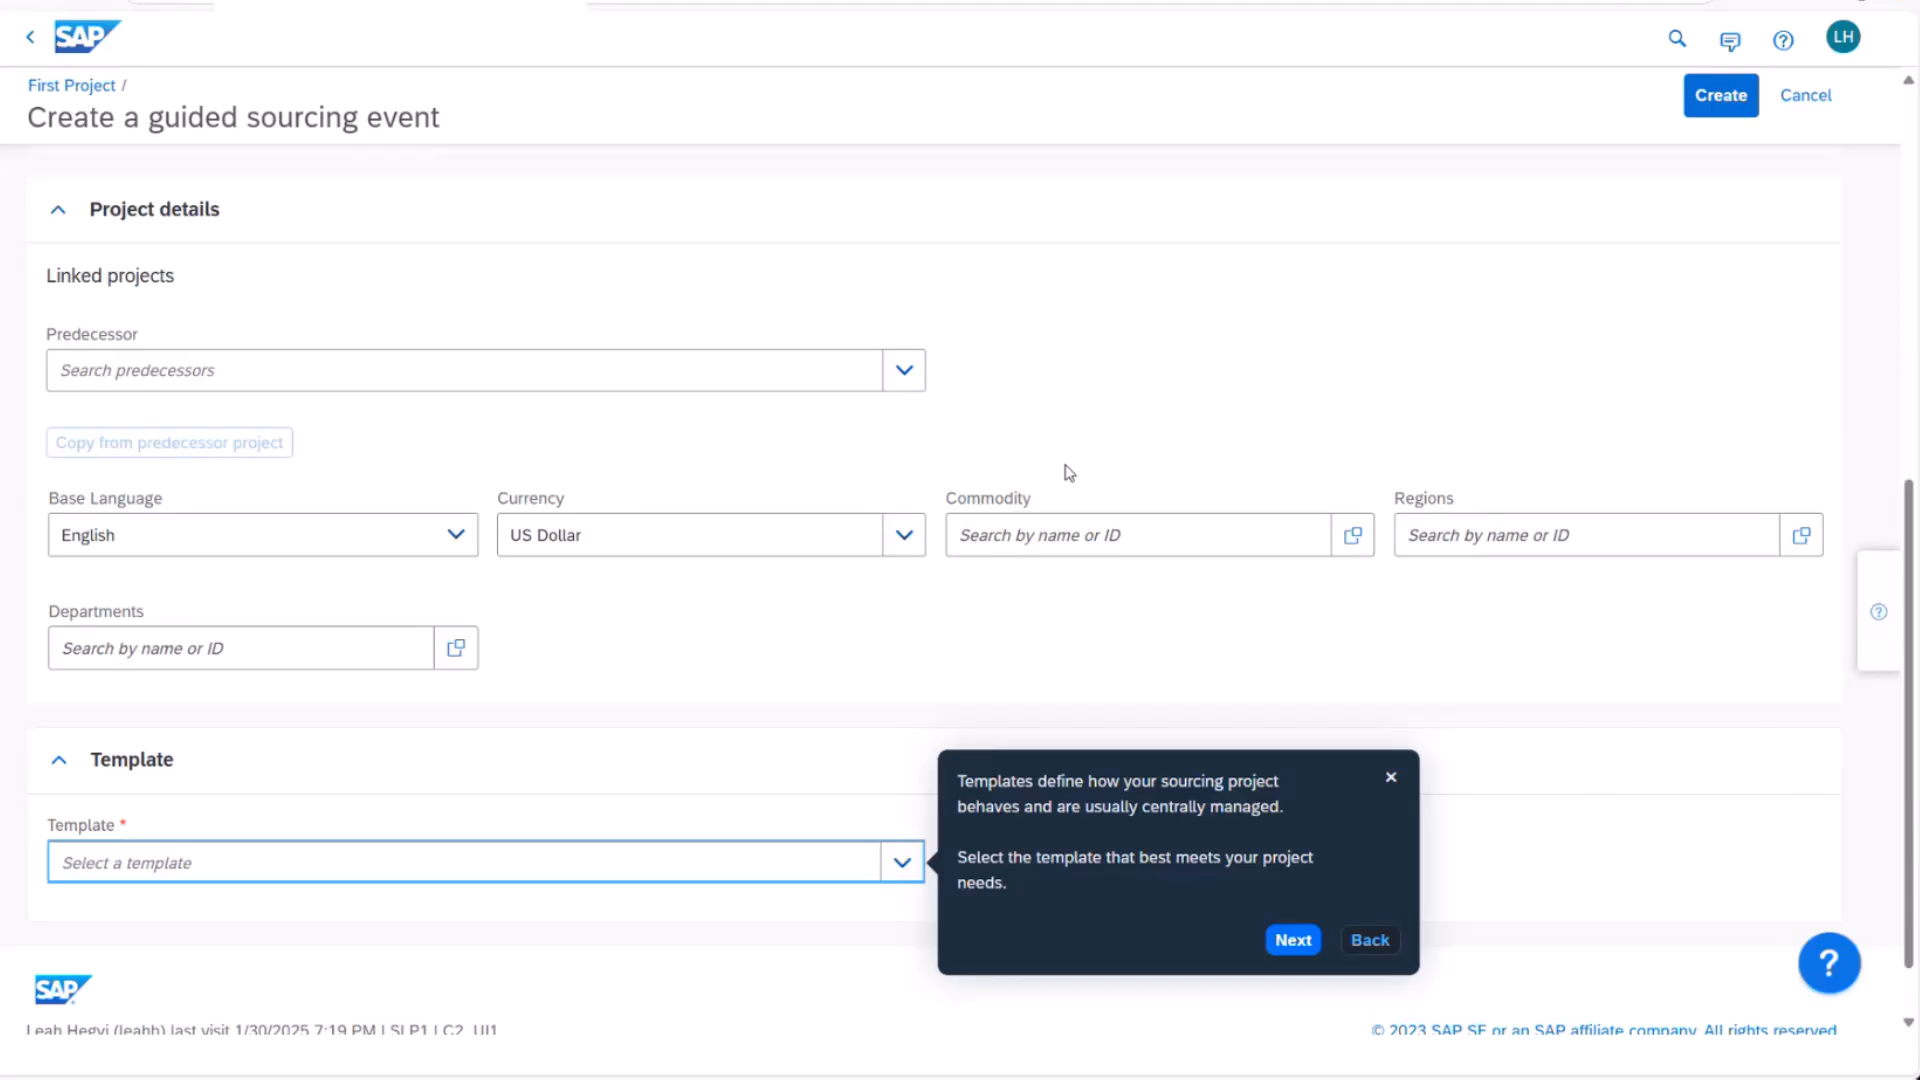 SAP
LH
First Project /
Create a guided sourcing event
Create
Cancel
Project details
Linked projects
Predecessor
Search predecessors
Copy from predecessor project
Base Language
Currency
Commodity
Regions
English
US Dollar
Search by name or ID
Search by name or ID
Departments
Search by name or ID
Template
Template *
Select a template
Templates define how your sourcing project
behaves and are usually centrally managed.
Select the template that best meets your project
needs.
Next
Back
?
SAP
Leah Hegyi (leahh) last visit 1/30/2025 7:19 PM | SLP1 | C2_UI1
© 2023 SAP SE or an SAP affiliate company. All rights reserved